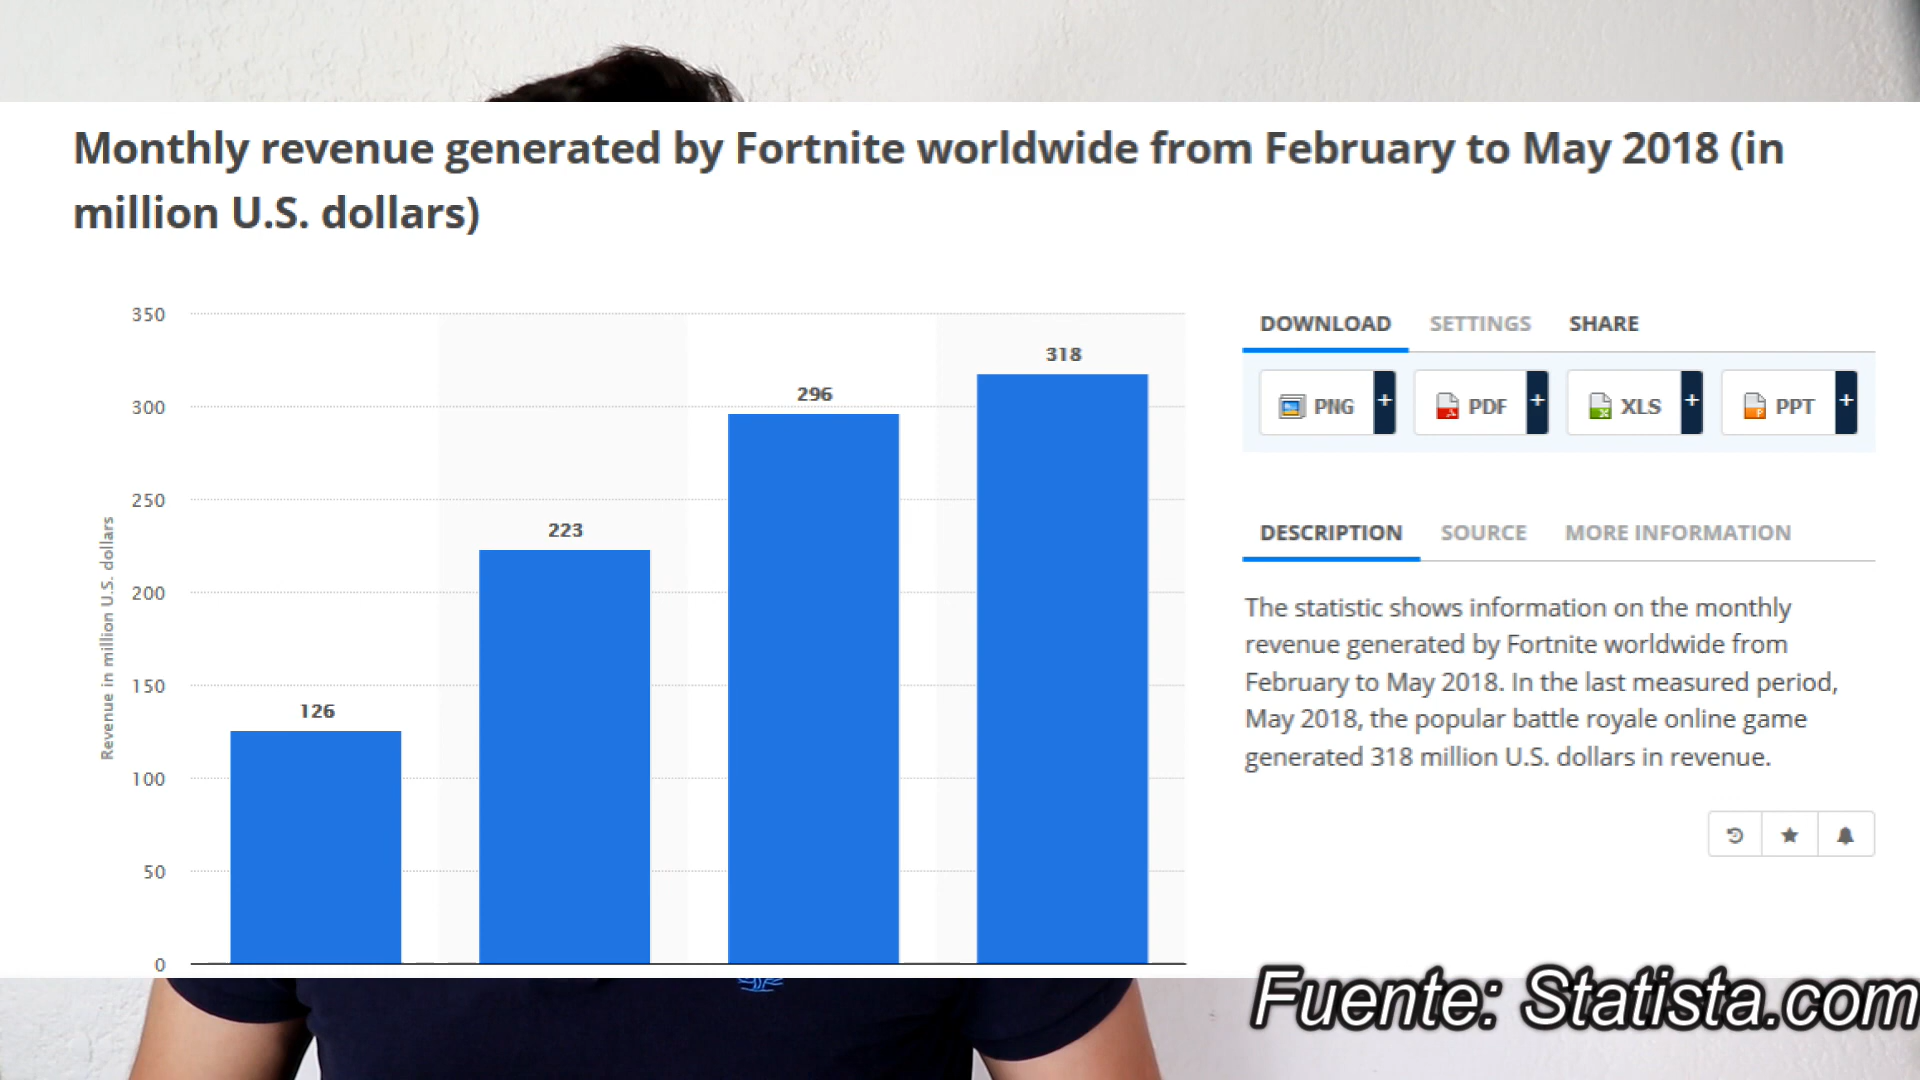 Monthly revenue generated by Fortnite worldwide from February to May 2018 (in
million U.S. dollars)
350
300
250
200
150
100
50
0
Revenue in million U.S. dollars
126
223
296
318
DOWNLOAD SETTINGS SHARE
PNG + PDF + XLS + PPT +
DESCRIPTION SOURCE MORE INFORMATION
The statistic shows information on the monthly
revenue generated by Fortnite worldwide from
February to May 2018. In the last measured period,
May 2018, the popular battle royale online game
generated 318 million U.S. dollars in revenue.
Fuente: Statista.com